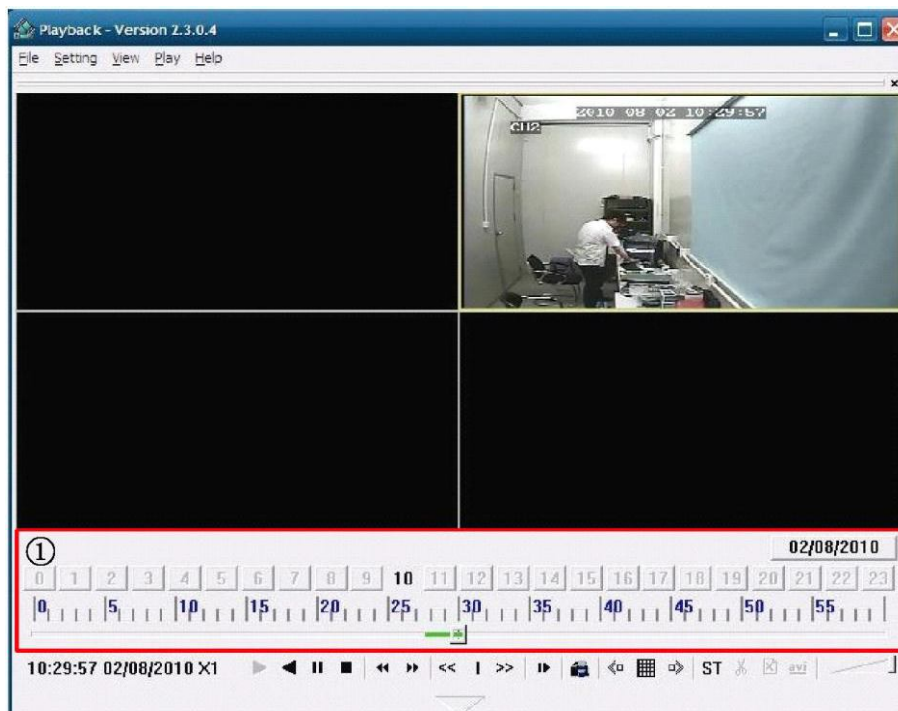 Playback - Version 2.3.0.4
File Setting View Play Help
2010-08-02 10:29:57
CH2
①
02/08/2010
0 1 2 3 4 5 6 7 8 9 10 11 12 13 14 15 16 17 18 19 20 21 22 23
0 5 10 15 20 25 30 35 40 45 50 55
10:29:57 02/08/2010 X1 << I >> ST avi